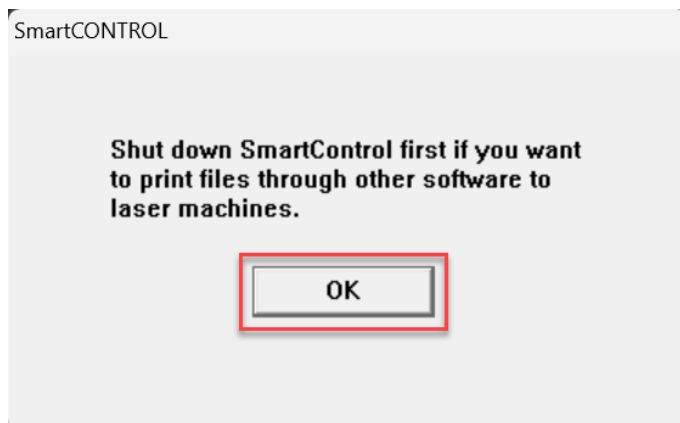 SmartCONTROL
Shut down SmartControl first if you want
to print files through other software to
laser machines.
OK